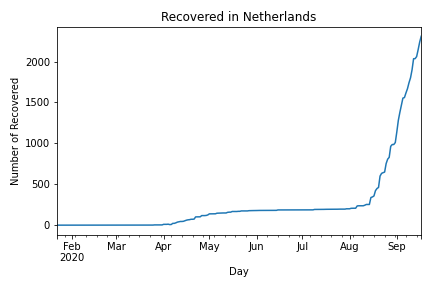 Recovered in Netherlands
Number of Recovered
2000
1500
1000
500
0
Feb Mar Apr May Jun Jul Aug Sep
2020
Day